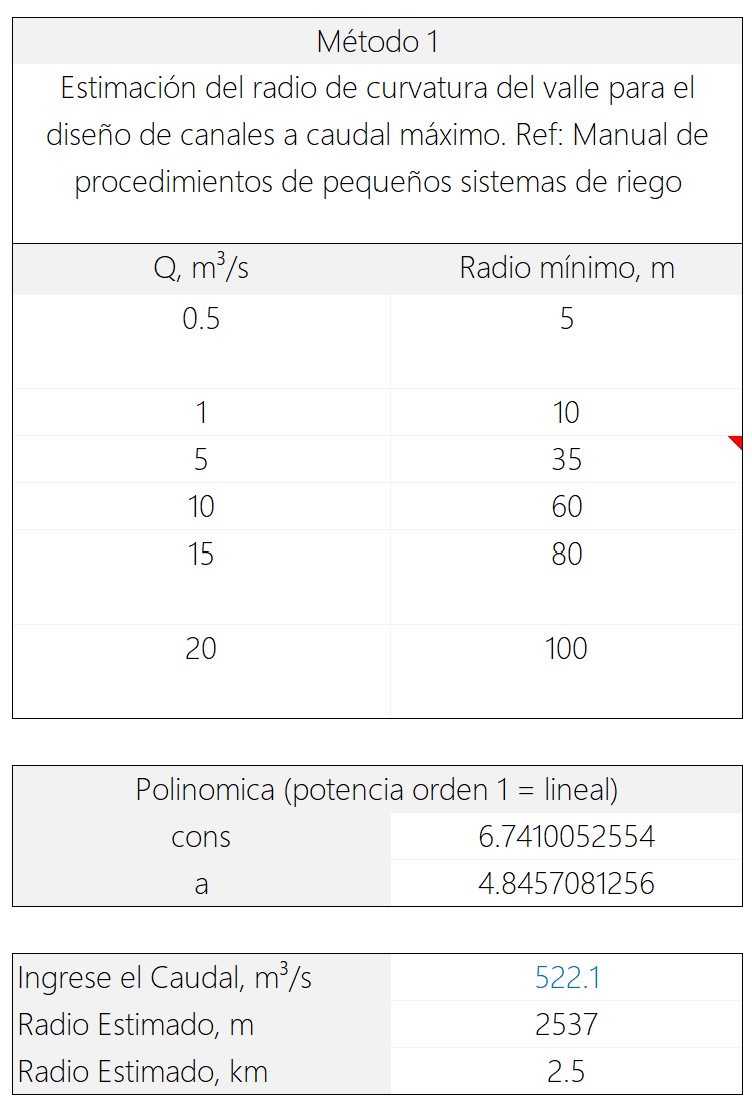 Método 1
Estimación del radio de curvatura del valle para el
diseño de canales a caudal máximo. Ref: Manual de
procedimientos de pequeños sistemas de riego
Q, m³/s Radio mínimo, m
0.5 5
1 10
5 35
10 60
15 80
20 100
Polinomica (potencia orden 1 = lineal)
cons 6.7410052554
a 4.8457081256
Ingrese el Caudal, m³/s 522.1
Radio Estimado, m 2537
Radio Estimado, km 2.5